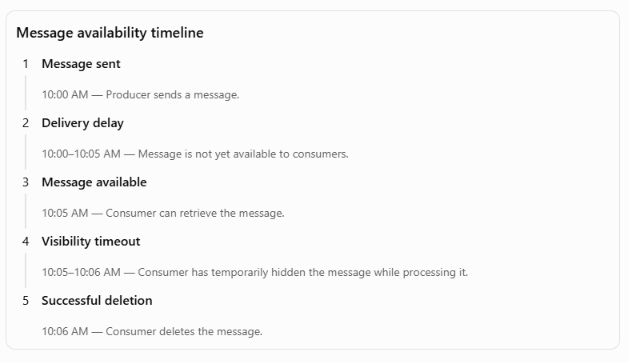 Message availability timeline
1 Message sent
10:00 AM — Producer sends a message.
2 Delivery delay
10:00–10:05 AM — Message is not yet available to consumers.
3 Message available
10:05 AM — Consumer can retrieve the message.
4 Visibility timeout
10:05–10:06 AM — Consumer has temporarily hidden the message while processing it.
5 Successful deletion
10:06 AM — Consumer deletes the message.